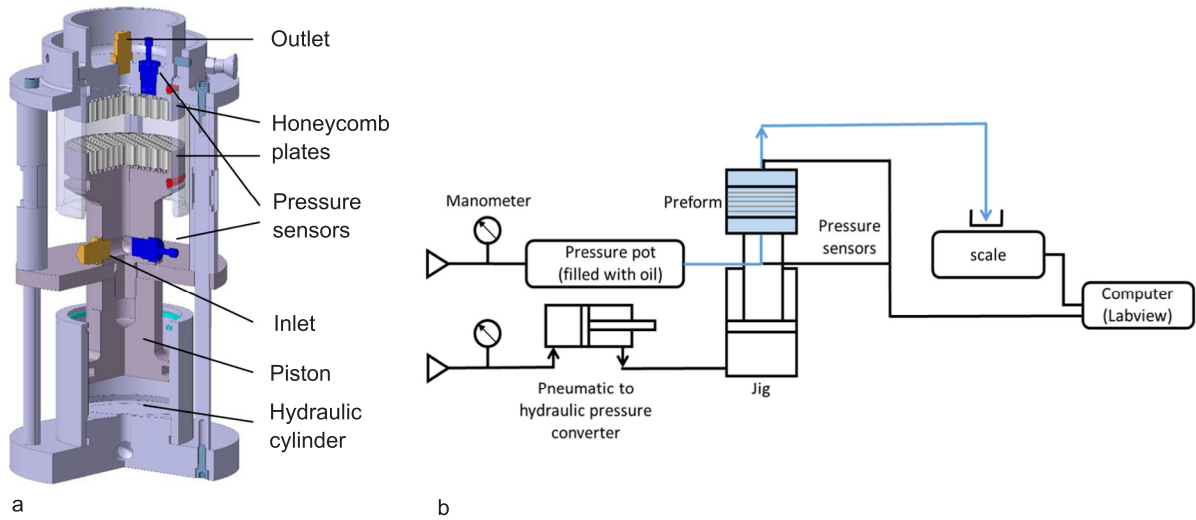 Outlet
Honeycomb
plates
Pressure
sensors
Inlet
Piston
Hydraulic
cylinder
a
Manometer
Pressure pot
(filled with oil)
Preform
Pressure
sensors
scale
Computer
(Labview)
Pneumatic to
hydraulic pressure
converter
Jig
b